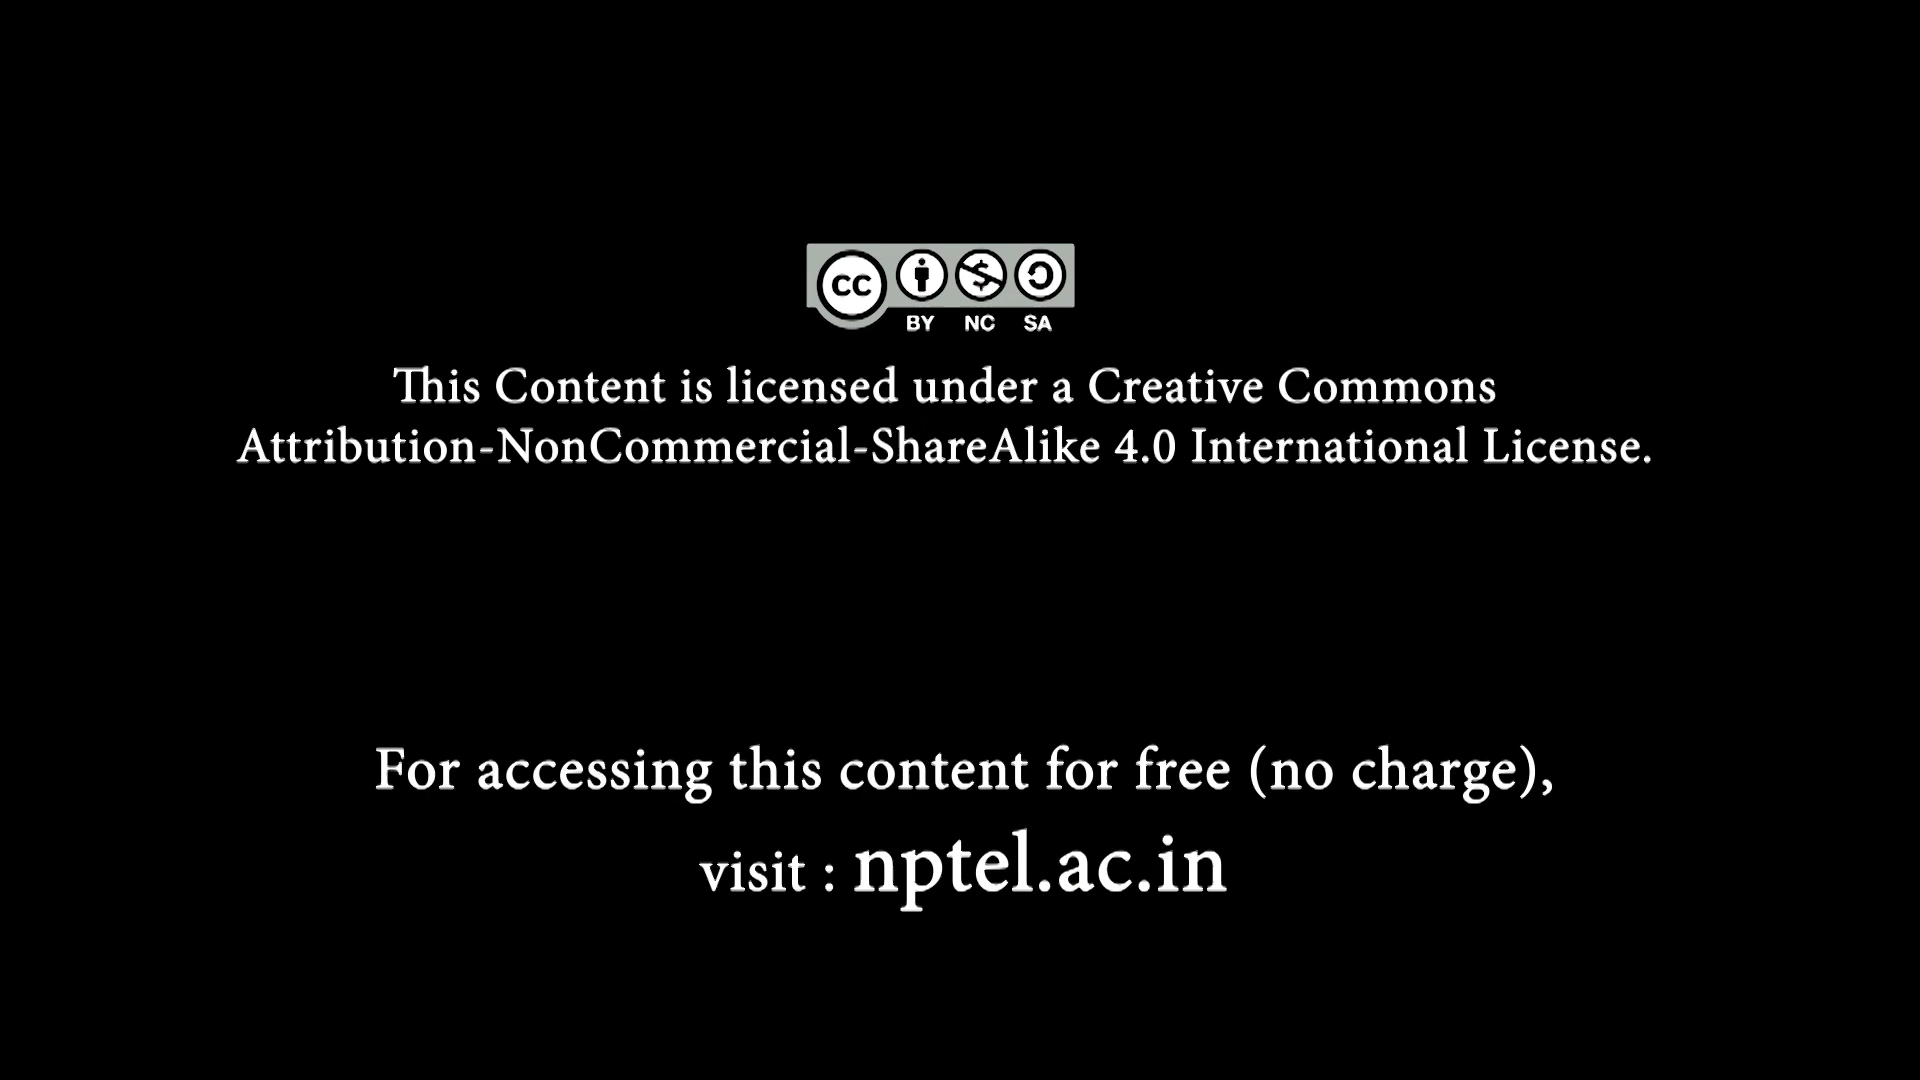 cc
BY NC SA
This Content is licensed under a Creative Commons
Attribution-NonCommercial-ShareAlike 4.0 International License.
For accessing this content for free (no charge),
visit : nptel.ac.in